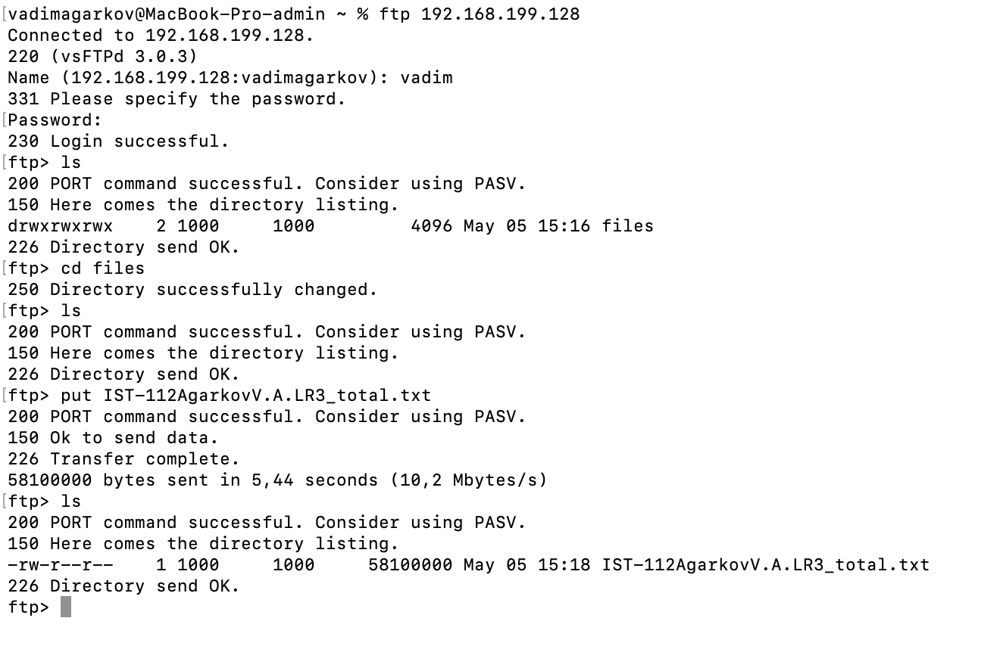 [vadimagarkov@MacBook-Pro-admin ~ % ftp 192.168.199.128
Connected to 192.168.199.128.
220 (vsFTPd 3.0.3)
Name (192.168.199.128:vadimagarkov): vadim
331 Please specify the password.
[Password:
230 Login successful.
[ftp> ls
200 PORT command successful. Consider using PASV.
150 Here comes the directory listing.
drwxrwxrwx    2 1000     1000         4096 May 05 15:16 files
226 Directory send OK.
[ftp> cd files
250 Directory successfully changed.
[ftp> ls
200 PORT command successful. Consider using PASV.
150 Here comes the directory listing.
226 Directory send OK.
[ftp> put IST-112AgarkovV.A.LR3_total.txt
200 PORT command successful. Consider using PASV.
150 Ok to send data.
226 Transfer complete.
58100000 bytes sent in 5,44 seconds (10,2 Mbytes/s)
[ftp> ls
200 PORT command successful. Consider using PASV.
150 Here comes the directory listing.
-rw-r--r--    1 1000     1000     58100000 May 05 15:18 IST-112AgarkovV.A.LR3_total.txt
226 Directory send OK.
ftp>